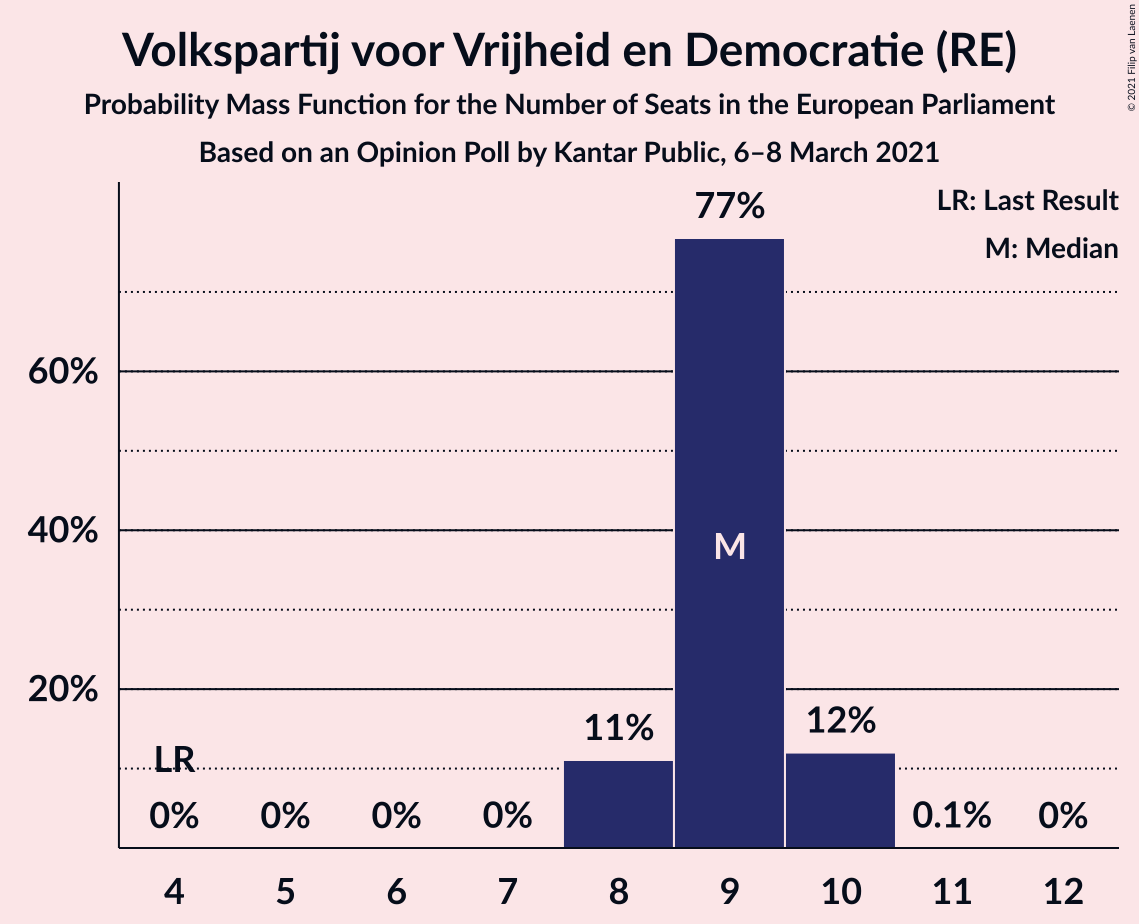 Volkspartij voor Vrijheid en Democratie (RE)
Probability Mass Function for the Number of Seats in the European Parliament
Based on an Opinion Poll by Kantar Public, 6–8 March 2021
© 2021 Filip van Laenen
LR: Last Result
M: Median
77%
60%
40%
M
20%
11%
12%
LR
0%
0%
0%
0%
0.1%
0%
4
5
6
7
8
9
10
11
12